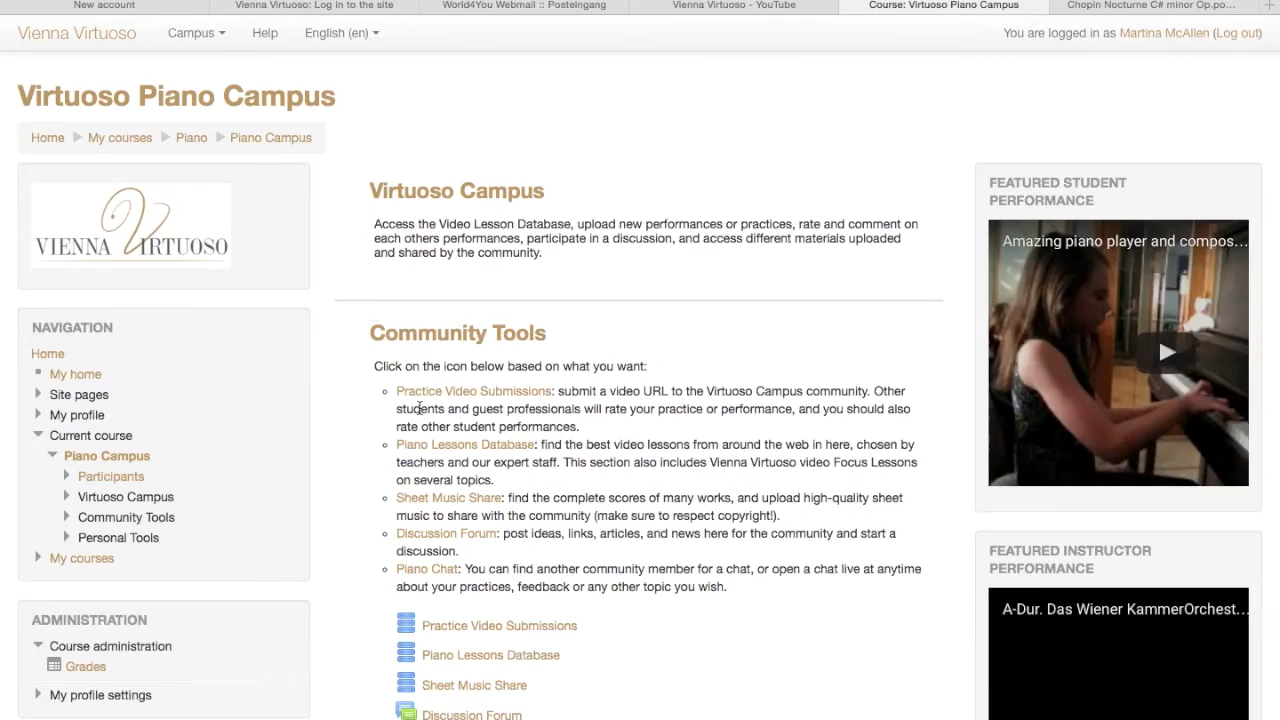 New account
Vienna Virtuoso: Log in to the site
World4You Webmail :: Posteingang
Vienna Virtuoso - YouTube
Course: Virtuoso Piano Campus
Chopin Nocturne C# minor Op.po...
Vienna Virtuoso
Campus
Help
English (en)
You are logged in as Martina McAllen (Log out)
Virtuoso Piano Campus
Home
My courses
Piano
Piano Campus
VIENNA VIRTUOSO
NAVIGATION
Home
My home
Site pages
My profile
Current course
Piano Campus
Participants
Virtuoso Campus
Community Tools
Personal Tools
My courses
ADMINISTRATION
Course administration
Grades
My profile settings
Virtuoso Campus
Access the Video Lesson Database, upload new performances or practices, rate and comment on
each others performances, participate in a discussion, and access different materials uploaded
and shared by the community.
Community Tools
Click on the icon below based on what you want:
Practice Video Submissions: submit a video URL to the Virtuoso Campus community. Other
students and guest professionals will rate your practice or performance, and you should also
rate other student performances.
Piano Lessons Database: find the best video lessons from around the web in here, chosen by
teachers and our expert staff. This section also includes Vienna Virtuoso video Focus Lessons
on several topics.
Sheet Music Share: find the complete scores of many works, and upload high-quality sheet
music to share with the community (make sure to respect copyright!).
Discussion Forum: post ideas, links, articles, and news here for the community and start a
discussion.
Piano Chat: You can find another community member for a chat, or open a chat live at anytime
about your practices, feedback or any other topic you wish.
Practice Video Submissions
Piano Lessons Database
Sheet Music Share
Discussion Forum
FEATURED STUDENT
PERFORMANCE
Amazing piano player and compos...
FEATURED INSTRUCTOR
PERFORMANCE
A-Dur. Das Wiener KammerOrchest...